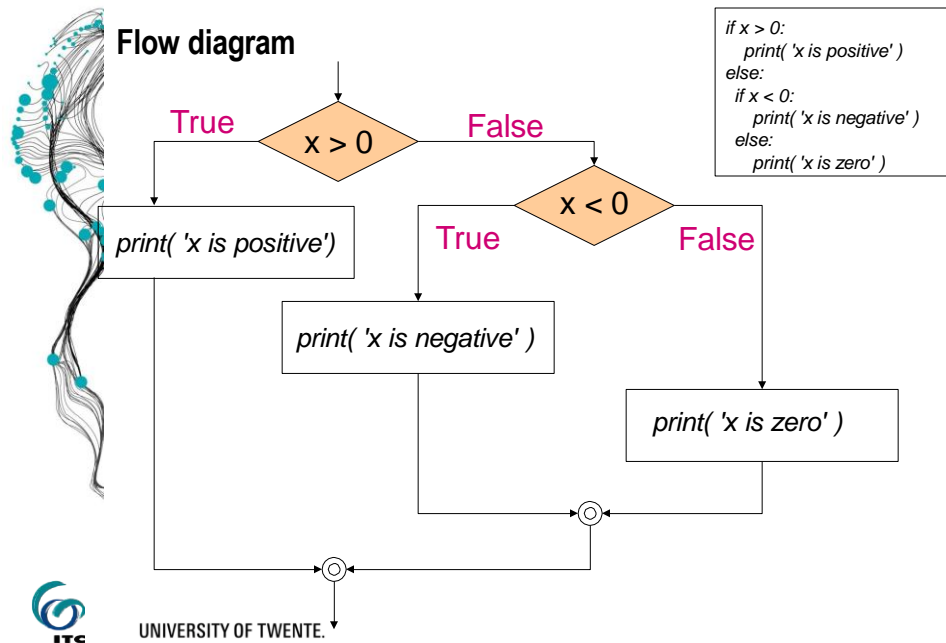 Flow diagram
if x > 0:
print( 'x is positive' )
else:
if x < 0:
print( 'x is negative' )
else:
print( 'x is zero' )
True
x > 0
False
x < 0
print( 'x is positive')
True
False
print( 'x is negative' )
print( 'x is zero' )
ITC
UNIVERSITY OF TWENTE.